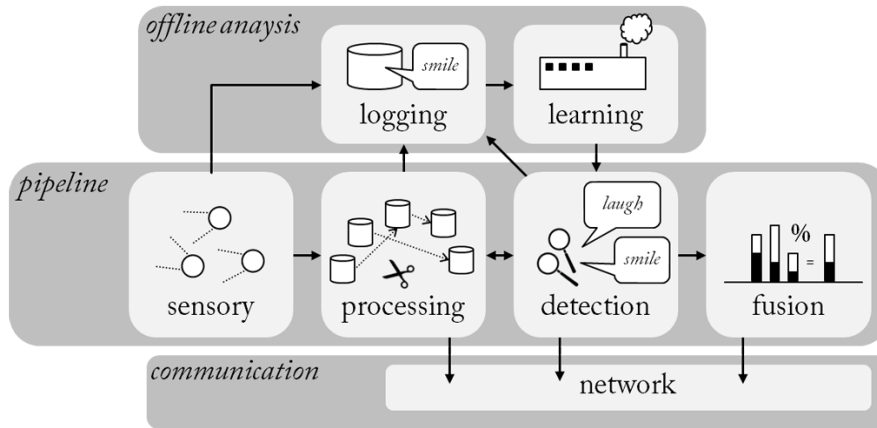 offline anaysis
smile
logging
learning
pipeline
laugh
smile
%
=
sensory
processing
detection
fusion
communication
network